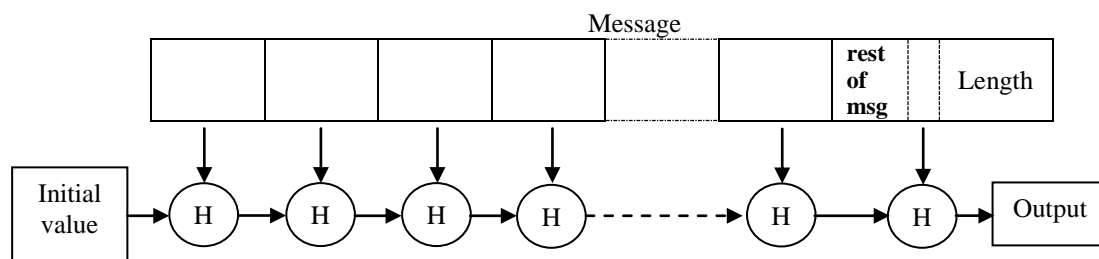 Message
rest
of
msg
Length
Initial
value
H
H
H
H
H
H
Output